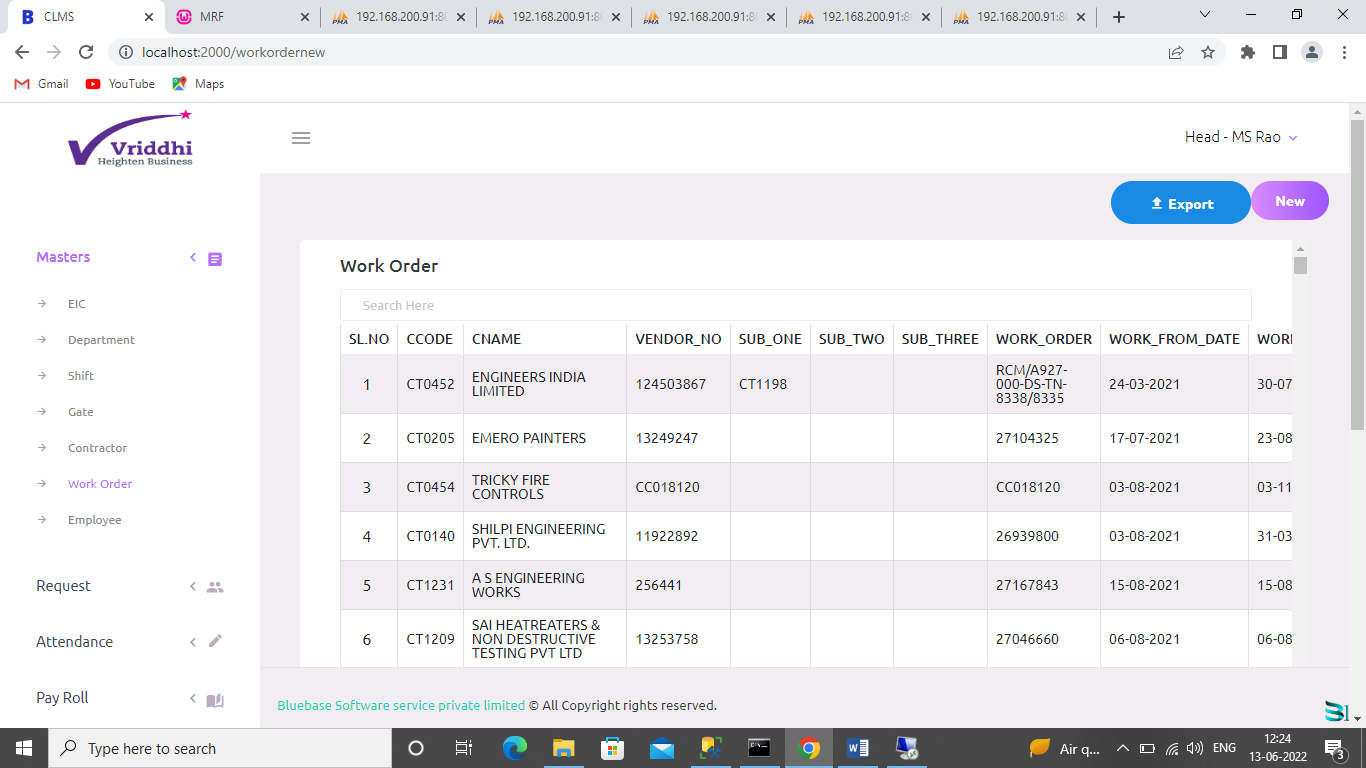 CLMS
MRF
192.168.200.91:80
192.168.200.91:80
192.168.200.91:80
192.168.200.91:80
192.168.200.91:80
localhost:2000/workordernew
Gmail
YouTube
Maps
Vriddhi
Heighten Business
Head - MS Rao
Export
New
Masters
EIC
Department
Shift
Gate
Contractor
Work Order
Employee
Request
Attendance
Pay Roll
Work Order
Search Here
SL.NO CCODE CNAME VENDOR_NO SUB_ONE SUB_TWO SUB_THREE WORK_ORDER WORK_FROM_DATE
1 CT0452 ENGINEERS INDIA LIMITED 124503867 CT1198 RCM/A927-000-DS-TN-8338/8335 24-03-2021 30-07
2 CT0205 EMERO PAINTERS 13249247 27104325 17-07-2021 23-08
3 CT0454 TRICKY FIRE CONTROLS CC018120 CC018120 03-08-2021 03-11
4 CT0140 SHILPI ENGINEERING PVT. LTD. 11922892 26939800 03-08-2021 31-03
5 CT1231 A S ENGINEERING WORKS 256441 27167843 15-08-2021 15-08
6 CT1209 SAI HEATREATERS & NON DESTRUCTIVE TESTING PVT LTD 13253758 27046660 06-08-2021 06-08
Bluebase Software service private limited © All Copyright rights reserved.
Type here to search
Air q...
ENG
12:24
13-06-2022
3